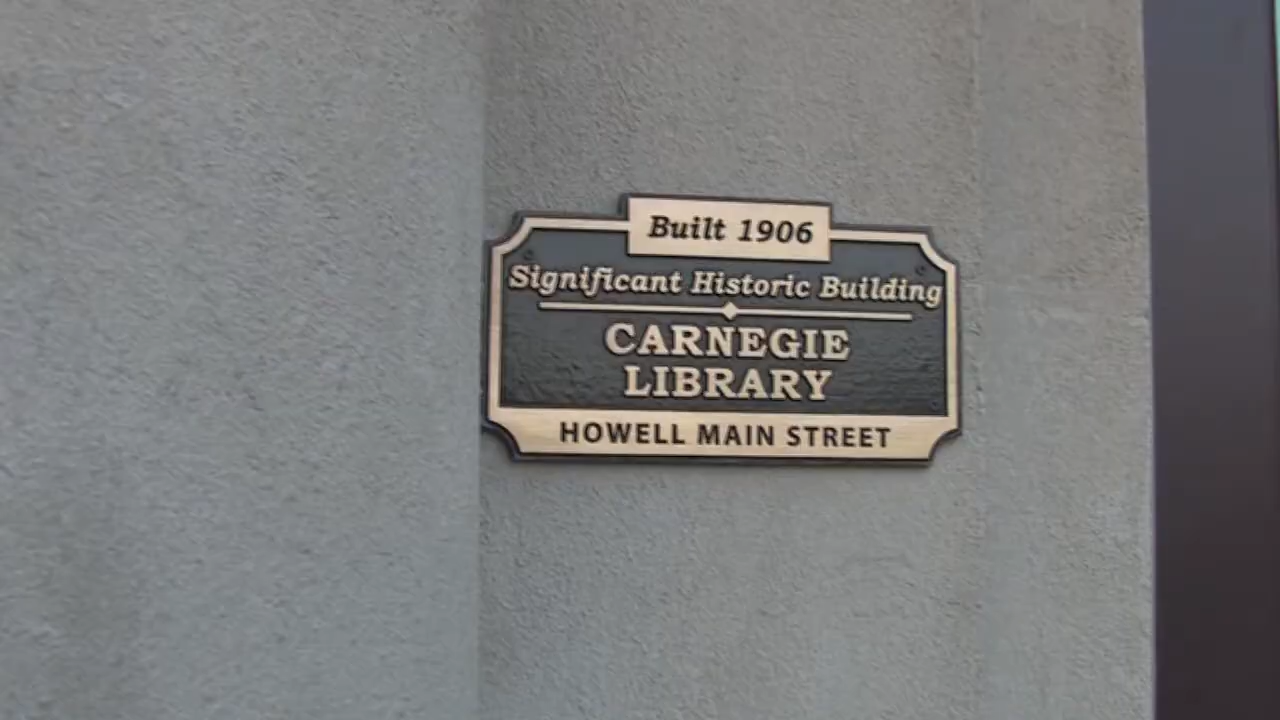 Built 1906
Significant Historic Building
CARNEGIE
LIBRARY
HOWELL MAIN STREET